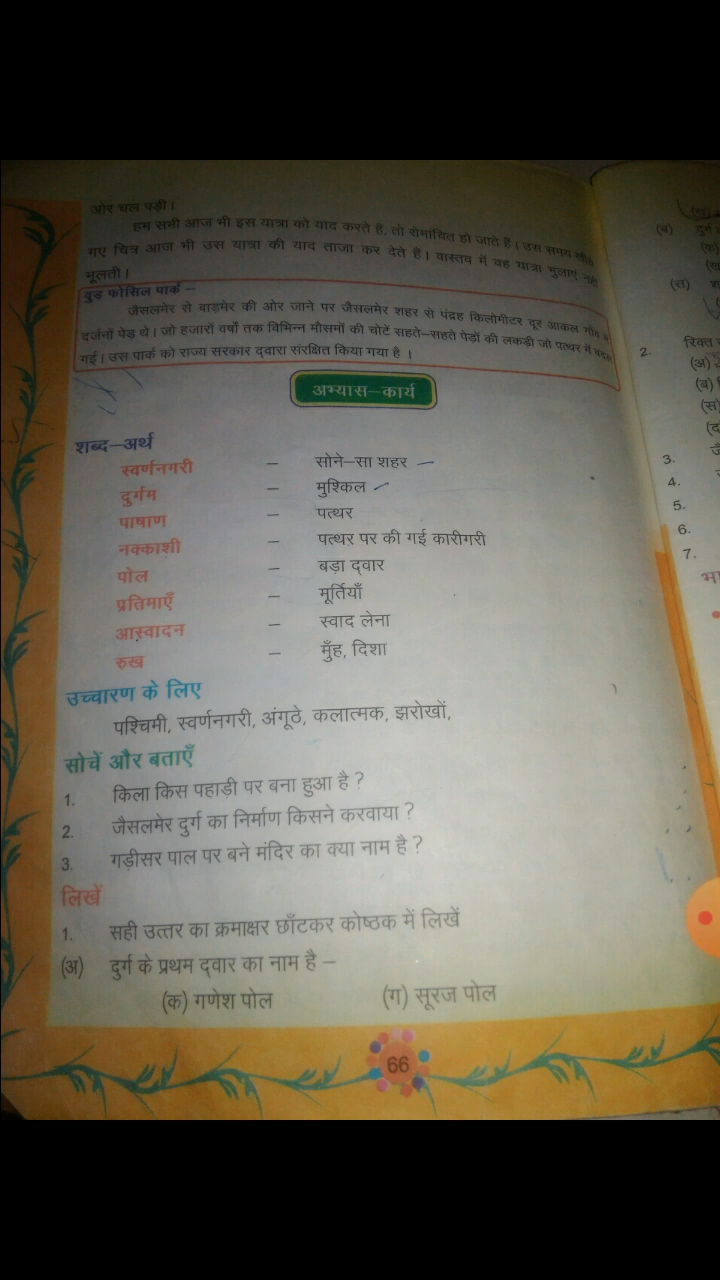 ओर चल पड़ी।
हम सभी आज भी इस यात्रा को याद करते हैं, तो रोमांचित हो जाते हैं। उस समय खींचे
गए चित्र आज भी उस यात्रा की याद ताजा कर देते हैं। वास्तव में वह यात्रा भुलाए नहीं
भूलती।
वुड फोसिल पार्क –
जैसलमेर से बाड़मेर की ओर जाने पर जैसलमेर शहर से पंद्रह किलोमीटर दूर आकल गाँव में
दर्जनों पेड़ थे। जो हजारों वर्षों तक विभिन्न मौसमों की चोटें सहते–सहते पेड़ों की लकड़ी जो पत्थर में बदल
गई। उस पार्क को राज्य सरकार द्वारा संरक्षित किया गया है ।
अभ्यास–कार्य
शब्द–अर्थ
स्वर्णनगरी – सोने–सा शहर
दुर्गम – मुश्किल
पाषाण – पत्थर
नक्काशी – पत्थर पर की गई कारीगरी
पोल – बड़ा द्वार
प्रतिमाएँ – मूर्तियाँ
आस्वादन – स्वाद लेना
रुख – मुँह, दिशा
उच्चारण के लिए
पश्चिमी, स्वर्णनगरी, अंगूठे, कलात्मक, झरोखों,
सोचें और बताएँ
1. किला किस पहाड़ी पर बना हुआ है ?
2. जैसलमेर दुर्ग का निर्माण किसने करवाया ?
3. गड़ीसर पाल पर बने मंदिर का क्या नाम है ?
लिखें
1. सही उत्तर का क्रमाक्षर छाँटकर कोष्ठक में लिखें
(अ) दुर्ग के प्रथम द्वार का नाम है –
(क) गणेश पोल (ग) सूरज पोल
66
(ब)
(स)
2. रिक्त
(अ)
(ब)
(स)
(द
3.
4.
5.
6.
7.